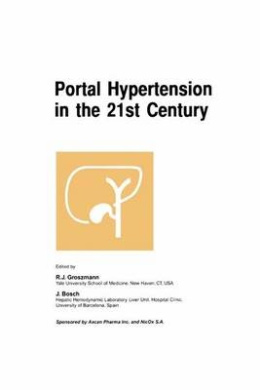 Portal Hypertension
in the 21st Century
Edited by
R.J. Groszmann
Yale University School of Medicine, New Haven, CT, USA
J. Bosch
Hepatic Hemodynamic Laboratory, Liver Unit, Hospital Clinic,
University of Barcelona, Spain
Sponsored by Axcan Pharma Inc. and NicOx S.A.